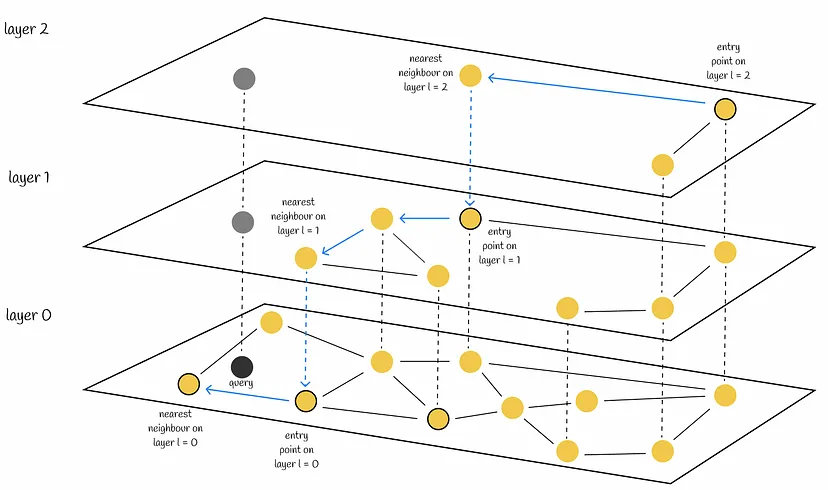 layer 2
nearest
neighbour on
layer l = 2
entry
point on
layer l = 2
layer 1
nearest
neighbour on
layer l = 1
entry
point on
layer l = 1
layer 0
query
nearest
neighbour on
layer l = 0
entry
point on
layer l = 0